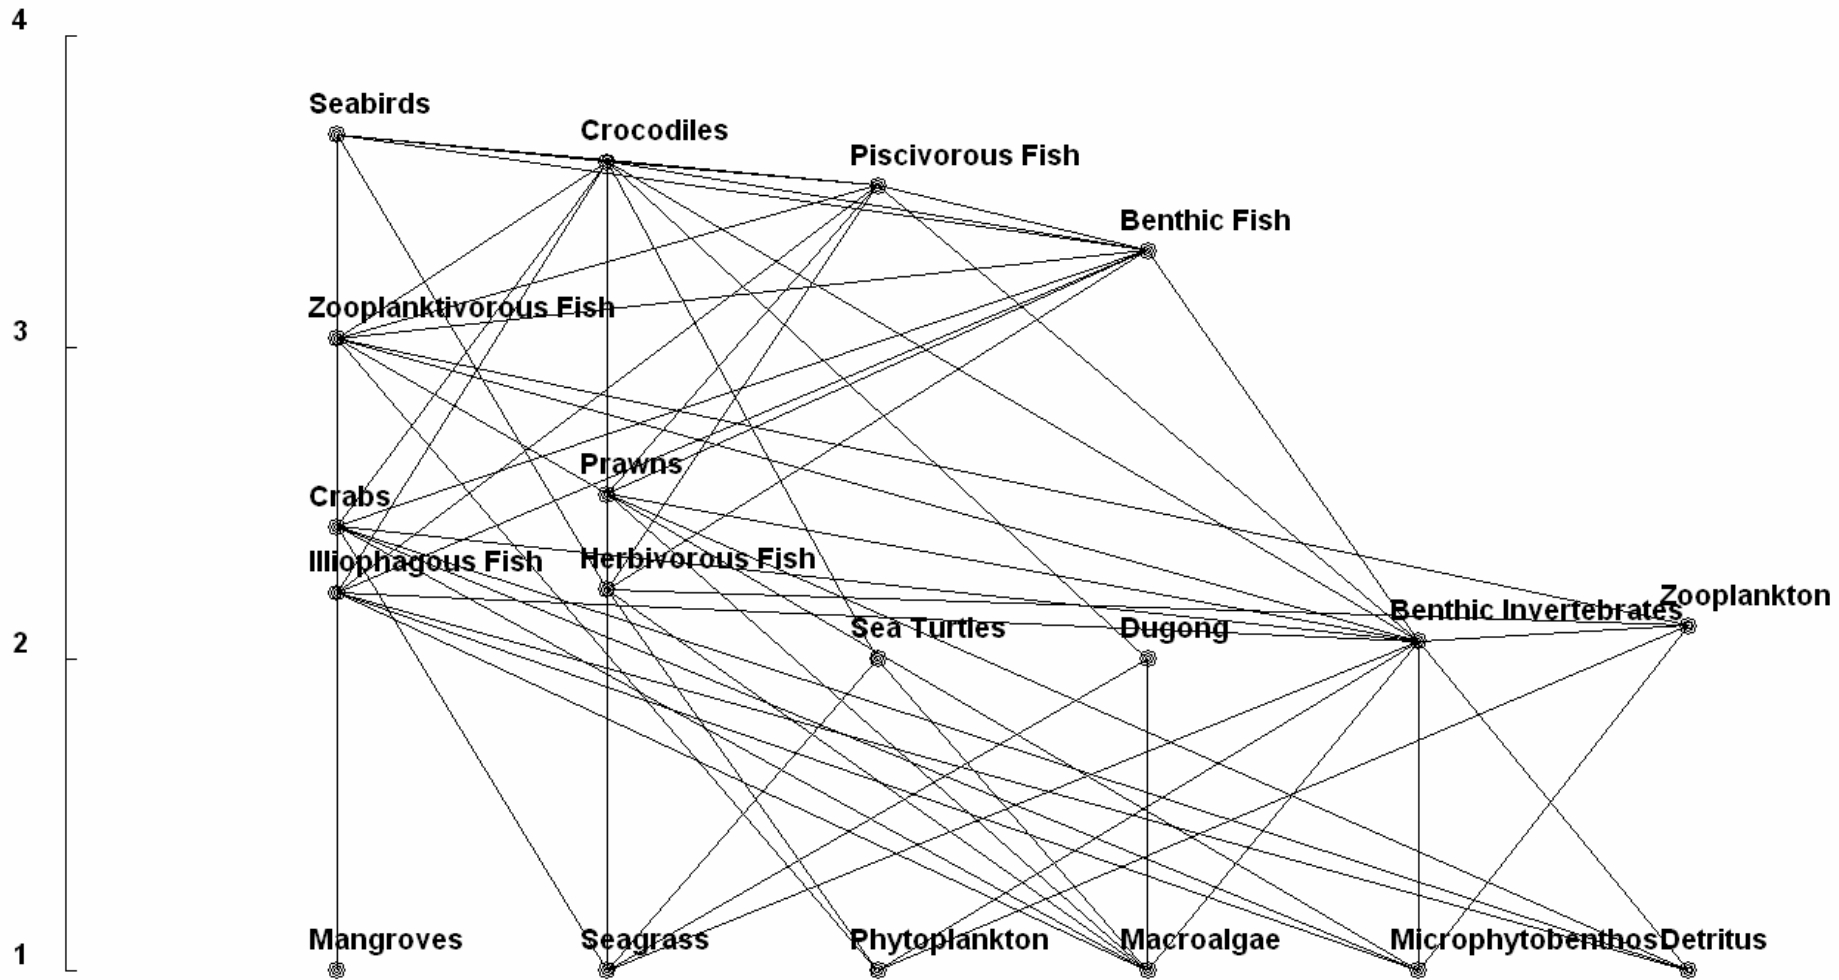 4
Seabirds
Crocodiles
Piscivorous Fish
Benthic Fish
Zooplanktivorous Fish
3
Prawns
Crabs
Illiophagous Fish
Herbivorous Fish
Zooplankton
Benthic Invertebrates
Sea Turtles
Dugong
2
Mangroves
Seagrass
Phytoplankton
Macroalgae
Microphytobenthos
Detritus
1